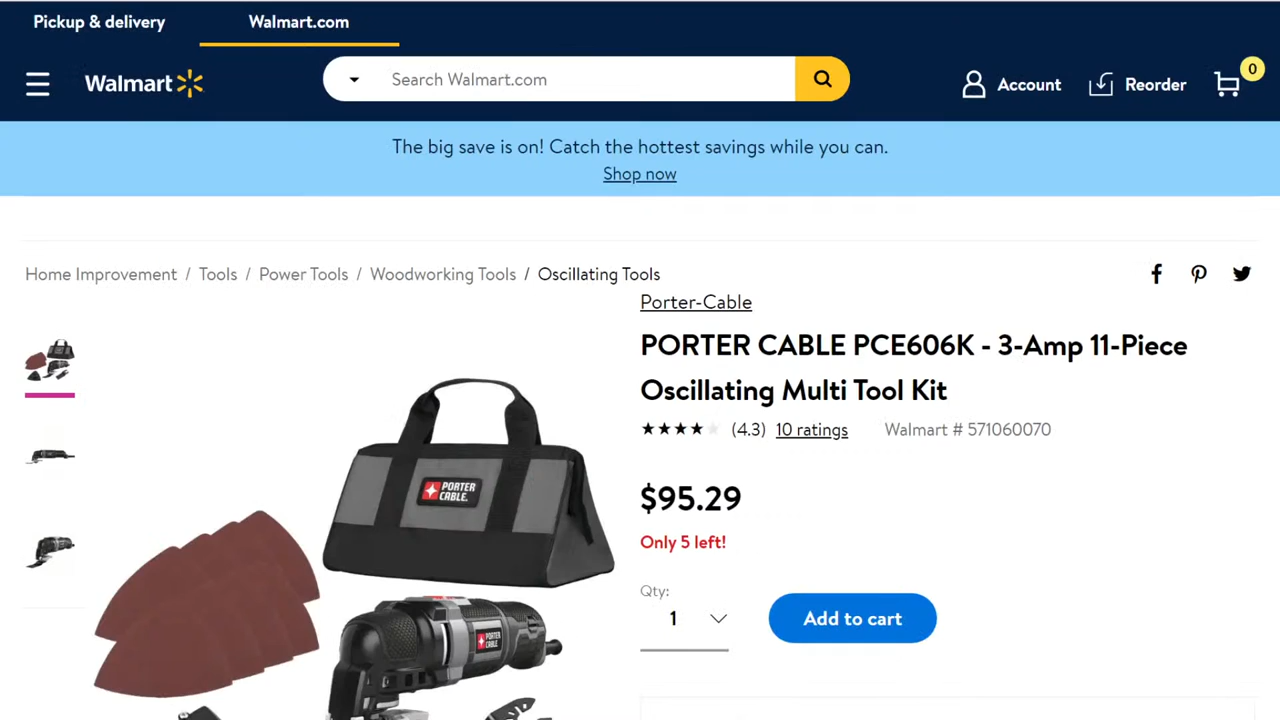 Pickup & delivery
Walmart.com
Walmart
Search Walmart.com
Account
Reorder
0
The big save is on! Catch the hottest savings while you can.
Shop now
Home Improvement / Tools / Power Tools / Woodworking Tools / Oscillating Tools
Porter-Cable
PORTER CABLE PCE606K - 3-Amp 11-Piece
Oscillating Multi Tool Kit
(4.3) 10 ratings Walmart # 571060070
$95.29
Only 5 left!
Qty:
1
Add to cart
PORTER
CABLE.
PORTER
CABLE